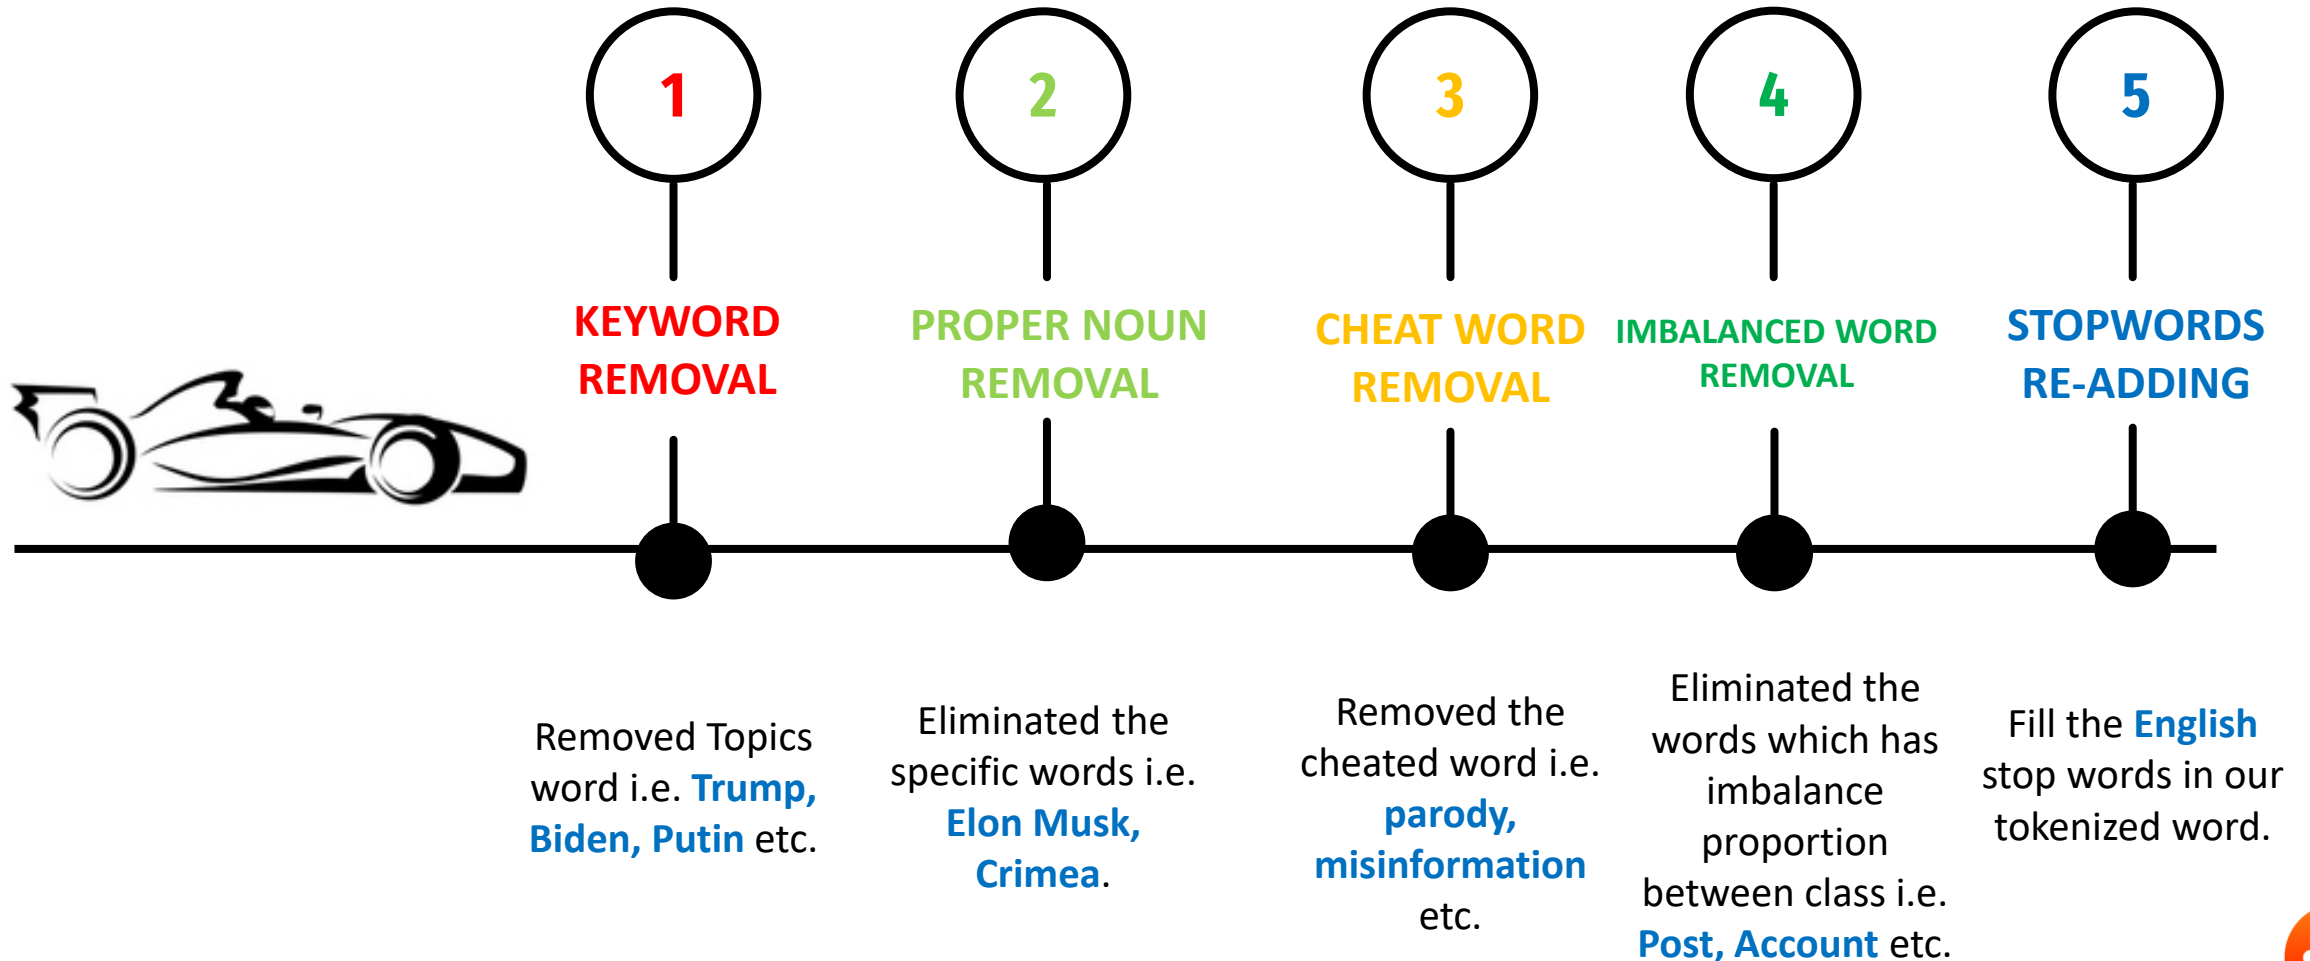 1
KEYWORD
REMOVAL
Removed Topics
word i.e. Trump,
Biden, Putin etc.
2
PROPER NOUN
REMOVAL
Eliminated the
specific words i.e.
Elon Musk,
Crimea.
3
CHEAT WORD
REMOVAL
Removed the
cheated word i.e.
parody,
misinformation
etc.
4
IMBALANCED WORD
REMOVAL
Eliminated the
words which has
imbalance
proportion
between class i.e.
Post, Account etc.
5
STOPWORDS
RE-ADDING
Fill the English
stop words in our
tokenized word.